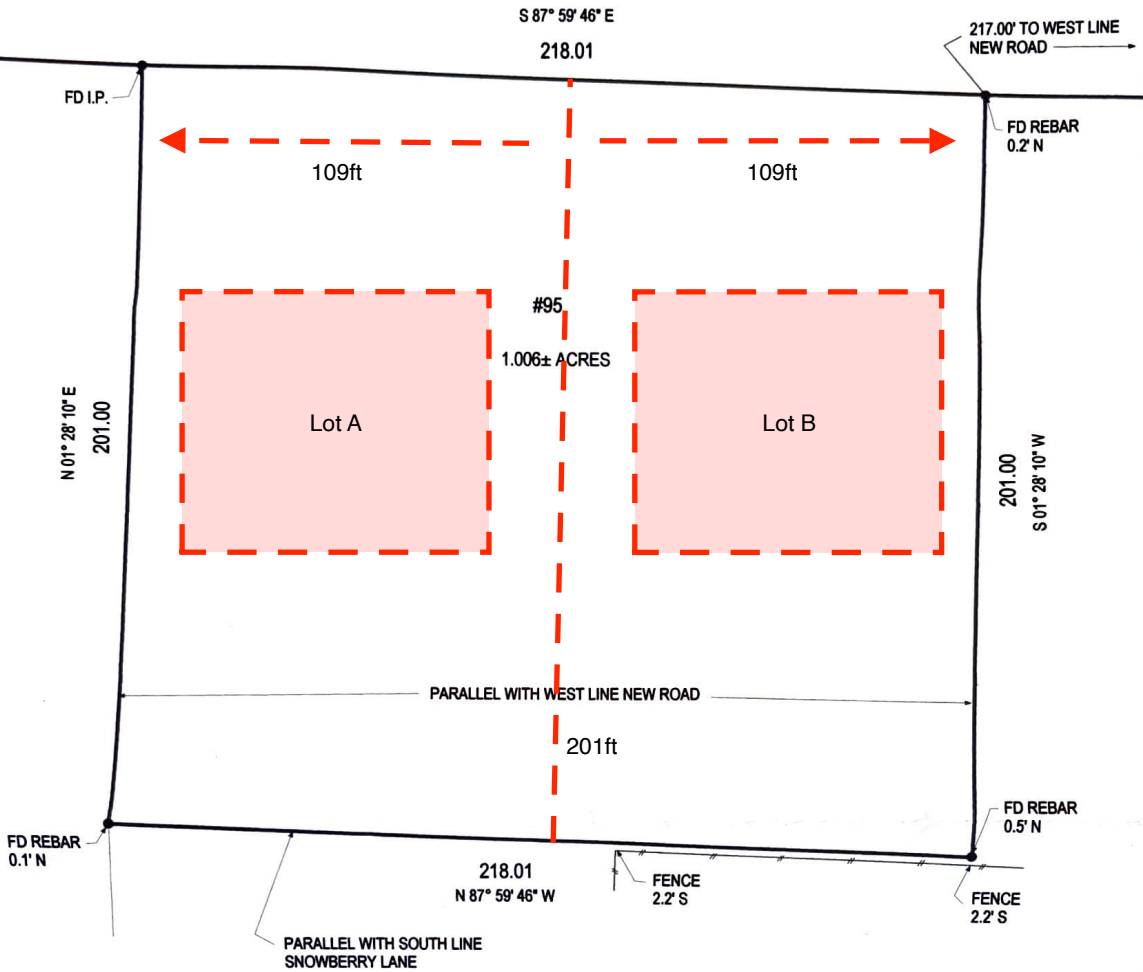 S 87° 59' 46" E
218.01
217.00' TO WEST LINE
NEW ROAD
FD I.P.
FD REBAR
0.2' N
109ft
109ft
#95
1.006± ACRES
Lot A
Lot B
N 01° 28' 10" E
201.00
201.00
S 01° 28' 10" W
PARALLEL WITH WEST LINE NEW ROAD
201ft
FD REBAR
0.1' N
FD REBAR
0.5' N
218.01
N 87° 59' 46" W
FENCE
2.2' S
FENCE
2.2' S
PARALLEL WITH SOUTH LINE
SNOWBERRY LANE